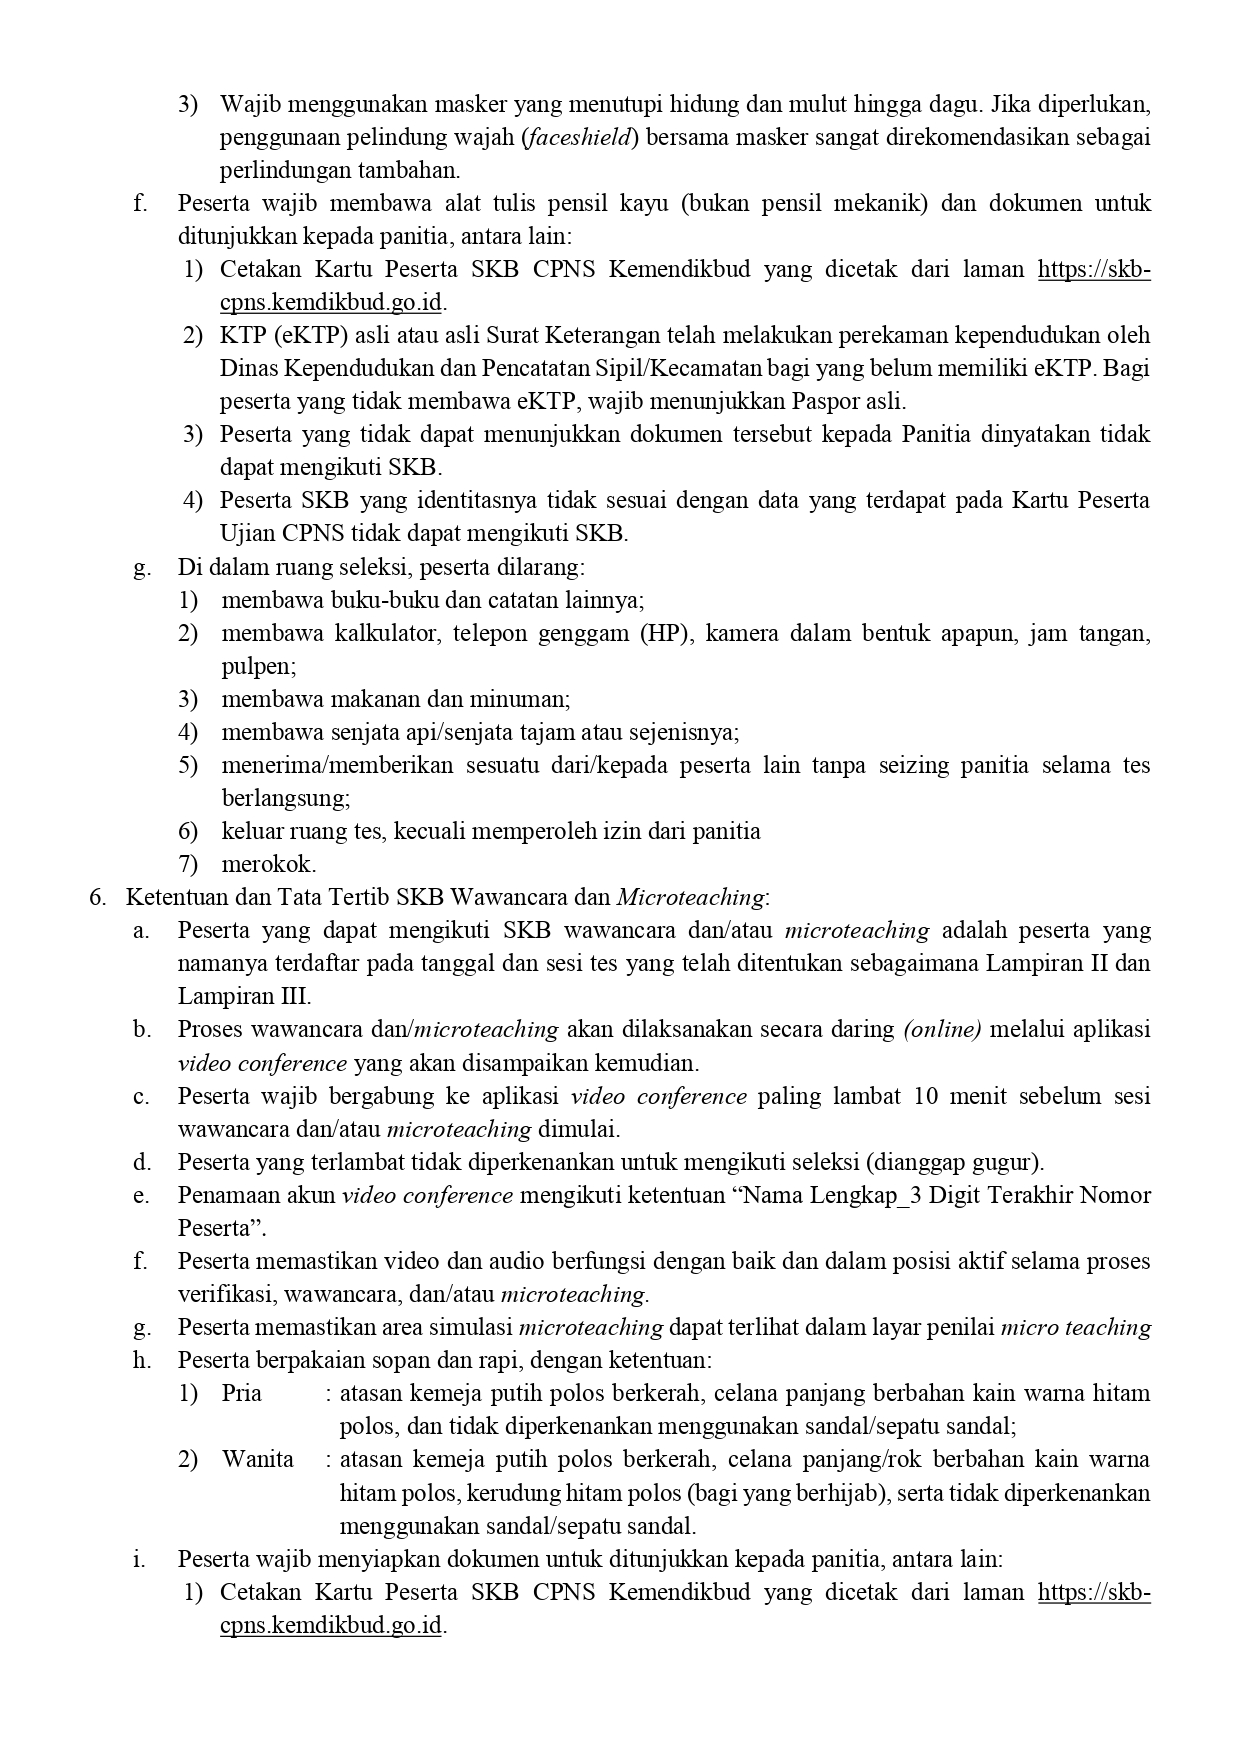 3) Wajib menggunakan masker yang menutupi hidung dan mulut hingga dagu. Jika diperlukan,
penggunaan pelindung wajah (faceshield) bersama masker sangat direkomendasikan sebagai
perlindungan tambahan.
f. Peserta wajib membawa alat tulis pensil kayu (bukan pensil mekanik) dan dokumen untuk
ditunjukkan kepada panitia, antara lain:
1) Cetakan Kartu Peserta SKB CPNS Kemendikbud yang dicetak dari laman https://skb-
cpns.kemdikbud.go.id.
2) KTP (eKTP) asli atau asli Surat Keterangan telah melakukan perekaman kependudukan oleh
Dinas Kependudukan dan Pencatatan Sipil/Kecamatan bagi yang belum memiliki eKTP. Bagi
peserta yang tidak membawa eKTP, wajib menunjukkan Paspor asli.
3) Peserta yang tidak dapat menunjukkan dokumen tersebut kepada Panitia dinyatakan tidak
dapat mengikuti SKB.
4) Peserta SKB yang identitasnya tidak sesuai dengan data yang terdapat pada Kartu Peserta
Ujian CPNS tidak dapat mengikuti SKB.
g. Di dalam ruang seleksi, peserta dilarang:
1) membawa buku-buku dan catatan lainnya;
2) membawa kalkulator, telepon genggam (HP), kamera dalam bentuk apapun, jam tangan,
pulpen;
3) membawa makanan dan minuman;
4) membawa senjata api/senjata tajam atau sejenisnya;
5) menerima/memberikan sesuatu dari/kepada peserta lain tanpa seizing panitia selama tes
berlangsung;
6) keluar ruang tes, kecuali memperoleh izin dari panitia
7) merokok.
6. Ketentuan dan Tata Tertib SKB Wawancara dan Microteaching:
a. Peserta yang dapat mengikuti SKB wawancara dan/atau microteaching adalah peserta yang
namanya terdaftar pada tanggal dan sesi tes yang telah ditentukan sebagaimana Lampiran II dan
Lampiran III.
b. Proses wawancara dan/microteaching akan dilaksanakan secara daring (online) melalui aplikasi
video conference yang akan disampaikan kemudian.
c. Peserta wajib bergabung ke aplikasi video conference paling lambat 10 menit sebelum sesi
wawancara dan/atau microteaching dimulai.
d. Peserta yang terlambat tidak diperkenankan untuk mengikuti seleksi (dianggap gugur).
e. Penamaan akun video conference mengikuti ketentuan “Nama Lengkap_3 Digit Terakhir Nomor
Peserta”.
f. Peserta memastikan video dan audio berfungsi dengan baik dan dalam posisi aktif selama proses
verifikasi, wawancara, dan/atau microteaching.
g. Peserta memastikan area simulasi microteaching dapat terlihat dalam layar penilai micro teaching
h. Peserta berpakaian sopan dan rapi, dengan ketentuan:
1) Pria : atasan kemeja putih polos berkerah, celana panjang berbahan kain warna hitam
polos, dan tidak diperkenankan menggunakan sandal/sepatu sandal;
2) Wanita : atasan kemeja putih polos berkerah, celana panjang/rok berbahan kain warna
hitam polos, kerudung hitam polos (bagi yang berhijab), serta tidak diperkenankan
menggunakan sandal/sepatu sandal.
i. Peserta wajib menyiapkan dokumen untuk ditunjukkan kepada panitia, antara lain:
1) Cetakan Kartu Peserta SKB CPNS Kemendikbud yang dicetak dari laman https://skb-
cpns.kemdikbud.go.id.